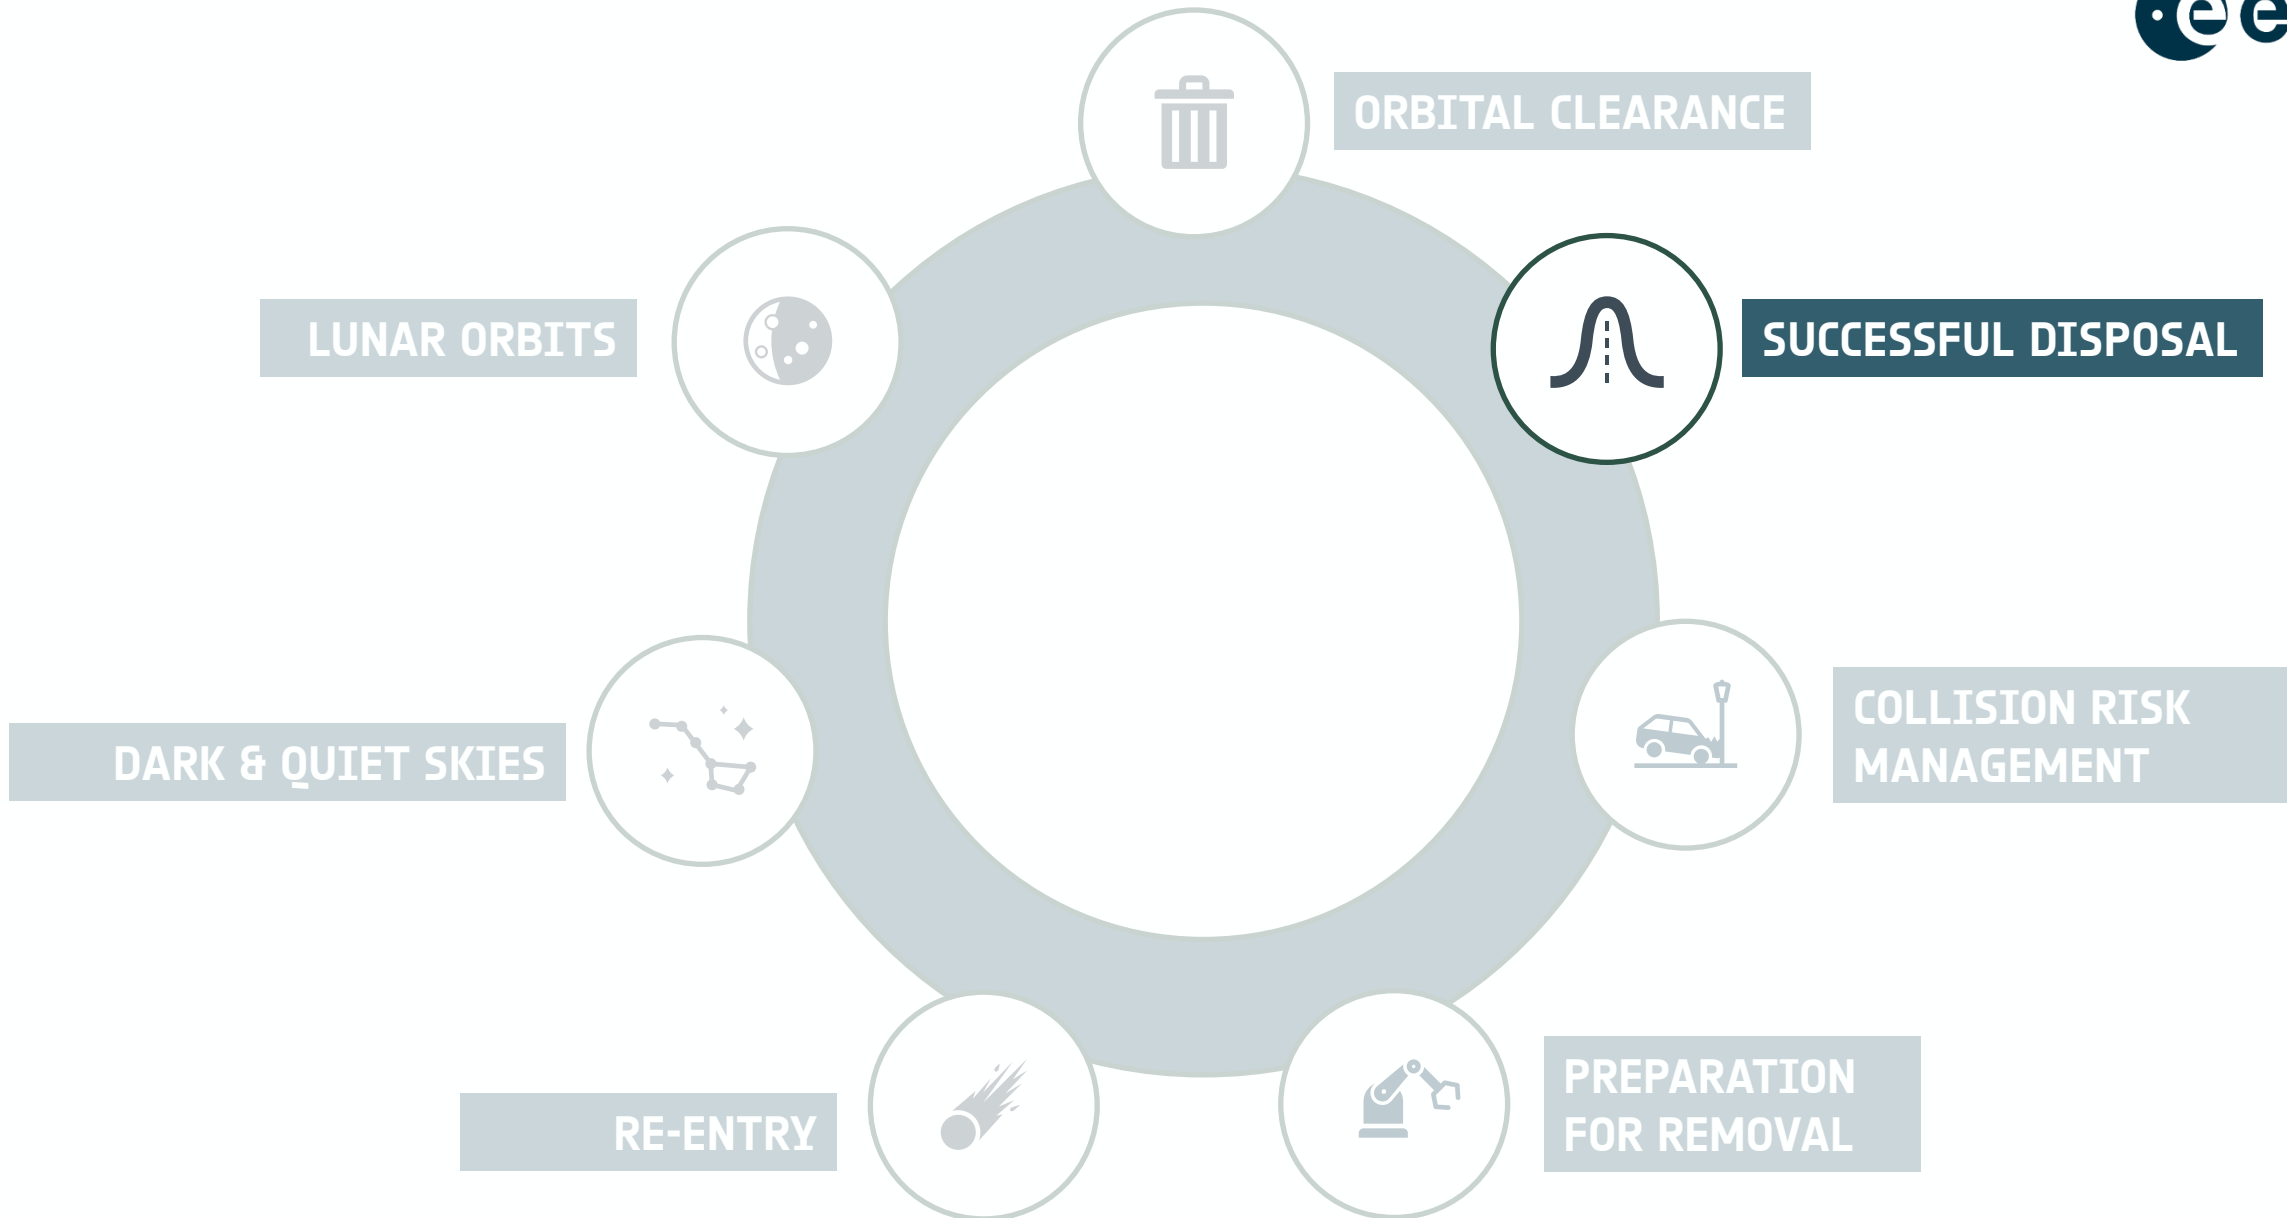 ORBITAL CLEARANCE
LUNAR ORBITS
SUCCESSFUL DISPOSAL
COLLISION RISK
MANAGEMENT
DARK & QUIET SKIES
PREPARATION
FOR REMOVAL
RE-ENTRY